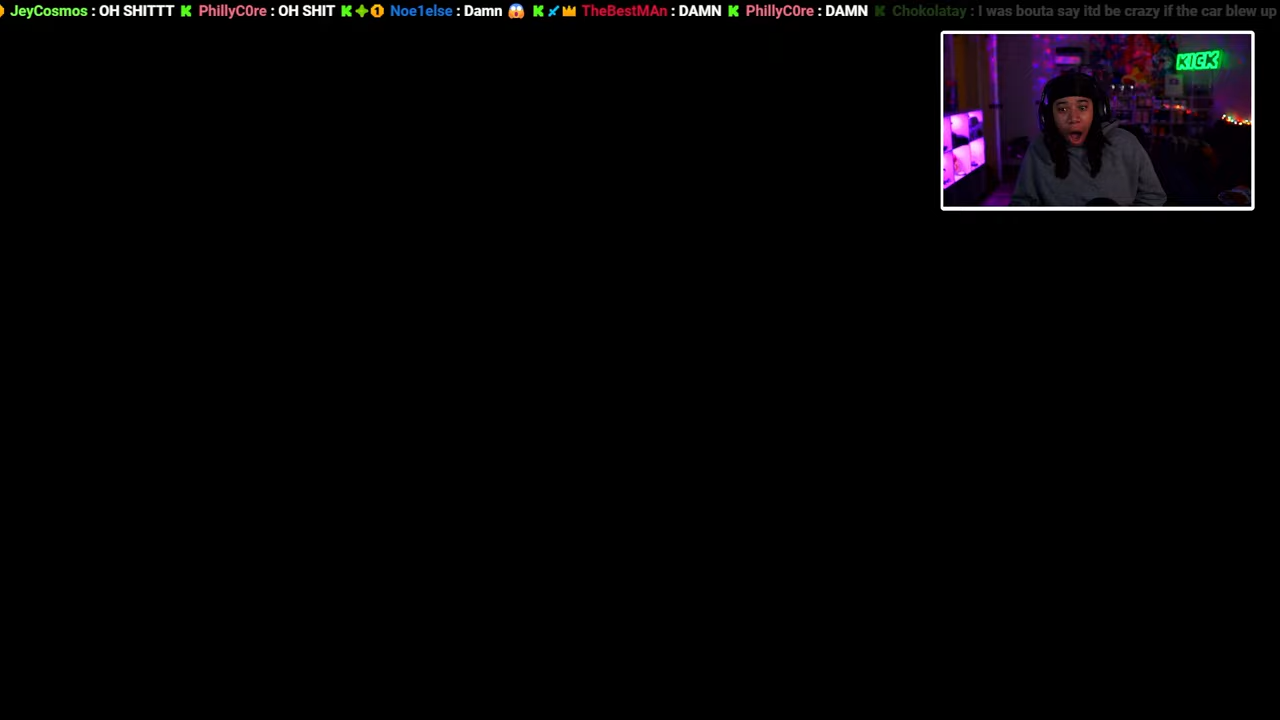 JeyCosmos : OH SHITTT PhillyC0re : OH SHIT Noe1else : Damn 😱 TheBestMAn : DAMN PhillyC0re : DAMN Chokolatay : I was bouta say itd be crazy if the car blew up
KICK